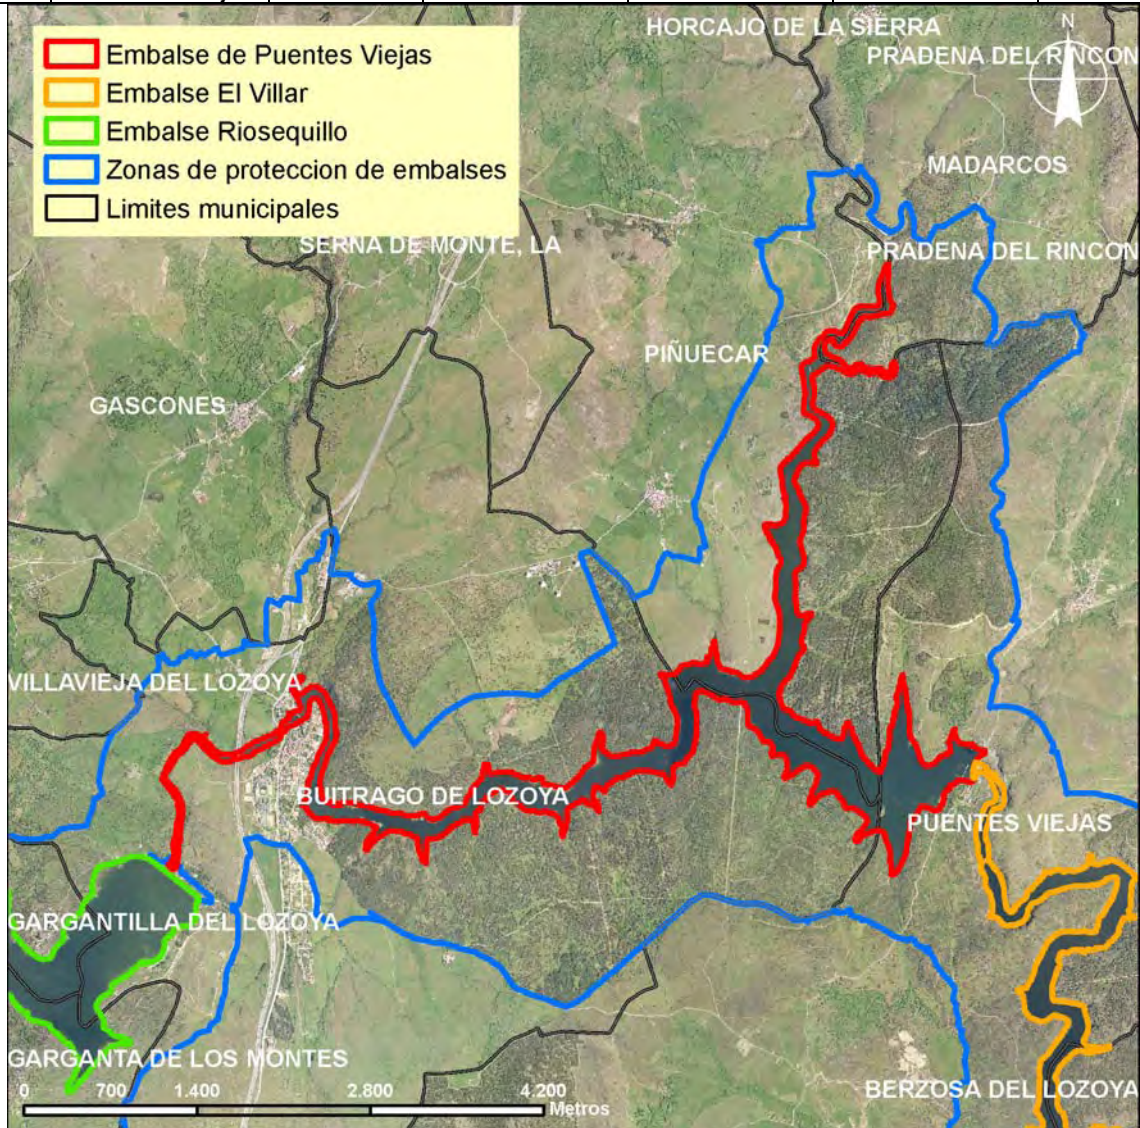 Embalse de Puentes Viejas
Embalse El Villar
Embalse Riosequillo
Zonas de proteccion de embalses
Limites municipales
HORCAJO DE LA SIERRA
N
PRADENA DEL RINCON
MADARCOS
SERNA DE MONTE, LA
PRADENA DEL RINCON
PIÑUECAR
GASCONES
VILLAVIEJA DEL LOZOYA
BUITRAGO DE LOZOYA
PUENTES VIEJAS
GARGANTILLA DEL LOZOYA
GARGANTA DE LOS MONTES
BERZOSA DEL LOZOYA
0 700 1.400 2.800 4.200
Metros